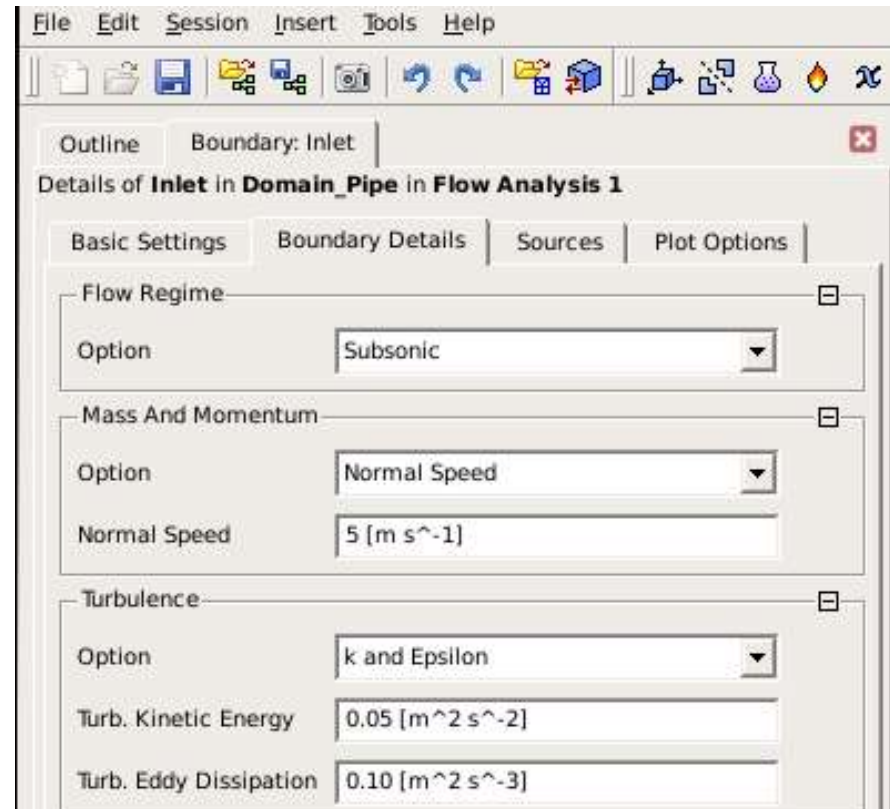 File Edit Session Insert Tools Help
Outline Boundary: Inlet
Details of Inlet in Domain_Pipe in Flow Analysis 1
Basic Settings Boundary Details Sources Plot Options
Flow Regime
Option Subsonic
Mass And Momentum
Option Normal Speed
Normal Speed 5 [m s^-1]
Turbulence
Option k and Epsilon
Turb. Kinetic Energy 0.05 [m^2 s^-2]
Turb. Eddy Dissipation 0.10 [m^2 s^-3]